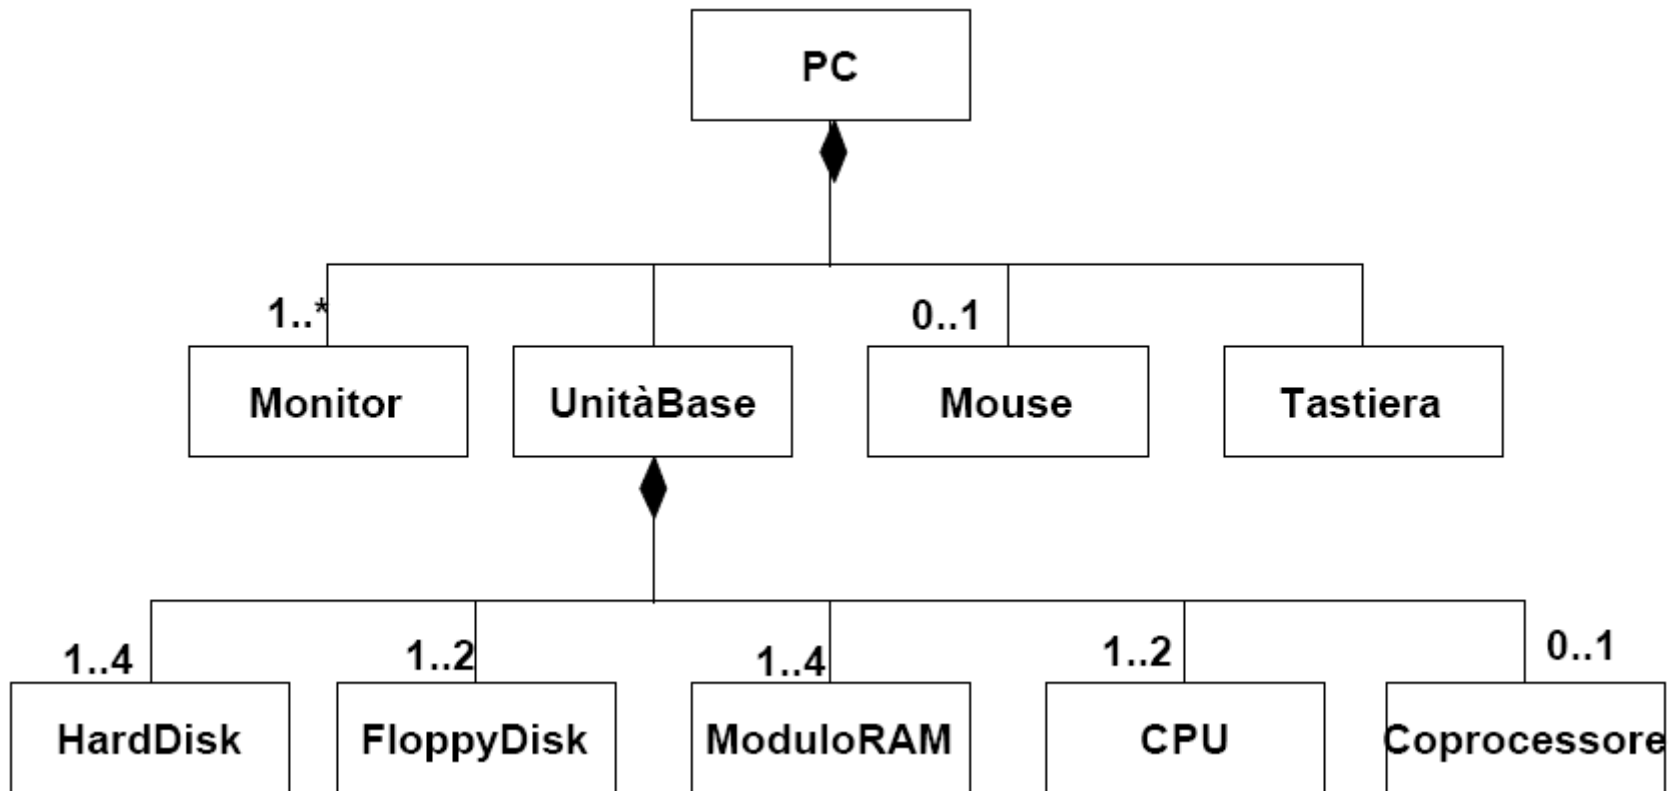 PC
1..*
0..1
Monitor
UnitàBase
Mouse
Tastiera
1..4
1..2
1..4
1..2
0..1
HardDisk
FloppyDisk
ModuloRAM
CPU
Coprocessore